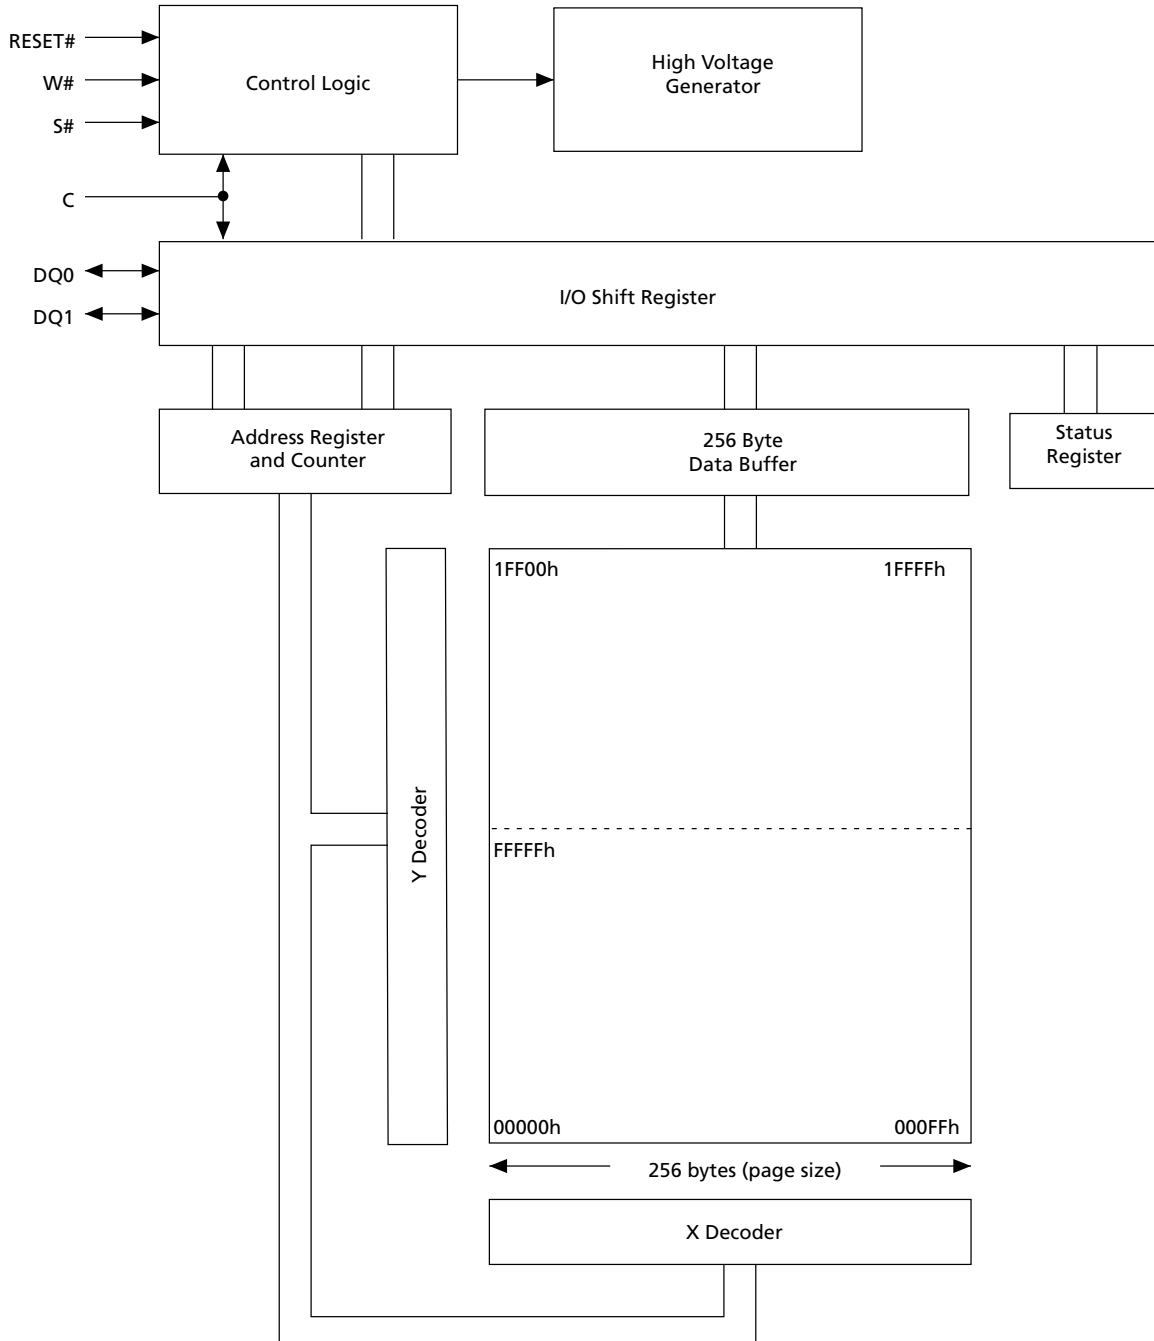 RESET#
W#
S#
C
Control Logic
High Voltage
Generator
DQ0
DQ1
I/O Shift Register
Address Register
and Counter
256 Byte
Data Buffer
Status
Register
Y Decoder
1FF00h
1FFFFh
FFFFFh
00000h
000FFh
256 bytes (page size)
X Decoder